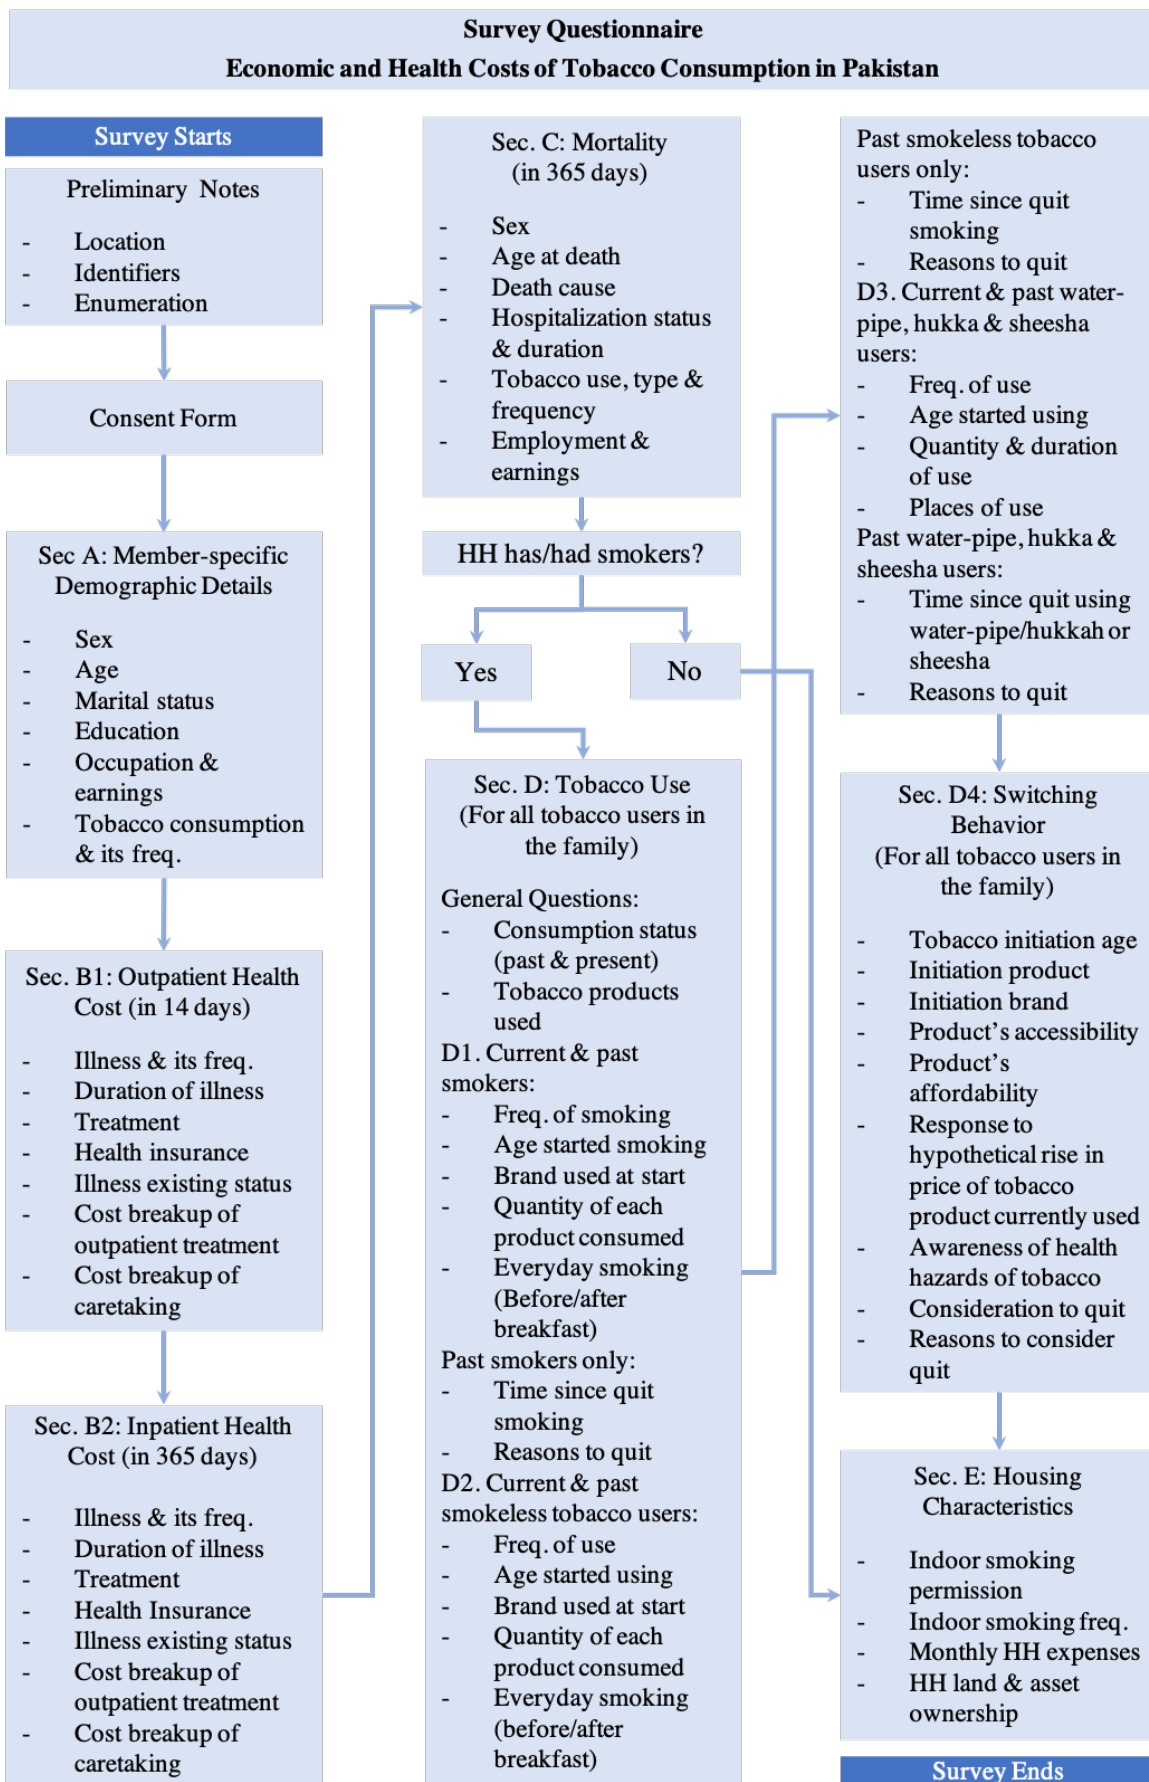 Survey Questionnaire
Economic and Health Costs of Tobacco Consumption in Pakistan
Survey Starts
Preliminary Notes
- Location
- Identifiers
- Enumeration
Consent Form
Sec A: Member-specific
Demographic Details
- Sex
- Age
- Marital status
- Education
- Occupation &
earnings
- Tobacco consumption
& its freq.
Sec. B1: Outpatient Health
Cost (in 14 days)
- Illness & its freq.
- Duration of illness
- Treatment
- Health insurance
- Illness existing status
- Cost breakup of
outpatient treatment
- Cost breakup of
caretaking
Sec. B2: Inpatient Health
Cost (in 365 days)
- Illness & its freq.
- Duration of illness
- Treatment
- Health Insurance
- Illness existing status
- Cost breakup of
outpatient treatment
- Cost breakup of
caretaking
Sec. C: Mortality
(in 365 days)
- Sex
- Age at death
- Death cause
- Hospitalization status
& duration
- Tobacco use, type &
frequency
- Employment &
earnings
HH has/had smokers?
Yes
No
Sec. D: Tobacco Use
(For all tobacco users in
the family)
General Questions:
- Consumption status
(past & present)
- Tobacco products
used
D1. Current & past
smokers:
- Freq. of smoking
- Age started smoking
- Brand used at start
- Quantity of each
product consumed
- Everyday smoking
(Before/after
breakfast)
Past smokers only:
- Time since quit
smoking
- Reasons to quit
D2. Current & past
smokeless tobacco users:
- Freq. of use
- Age started using
- Brand used at start
- Quantity of each
product consumed
- Everyday smoking
(before/after
breakfast)
Past smokeless tobacco
users only:
- Time since quit
smoking
- Reasons to quit
D3. Current & past water-
pipe, hukka & sheesha
users:
- Freq. of use
- Age started using
- Quantity & duration
of use
- Places of use
Past water-pipe, hukka &
sheesha users:
- Time since quit using
water-pipe/hukkah or
sheesha
- Reasons to quit
Sec. D4: Switching
Behavior
(For all tobacco users in
the family)
- Tobacco initiation age
- Initiation product
- Initiation brand
- Product’s accessibility
- Product’s
affordability
- Response to
hypothetical rise in
price of tobacco
product currently used
- Awareness of health
hazards of tobacco
- Consideration to quit
- Reasons to consider
quit
Sec. E: Housing
Characteristics
- Indoor smoking
permission
- Indoor smoking freq.
- Monthly HH expenses
- HH land & asset
ownership
Survey Ends